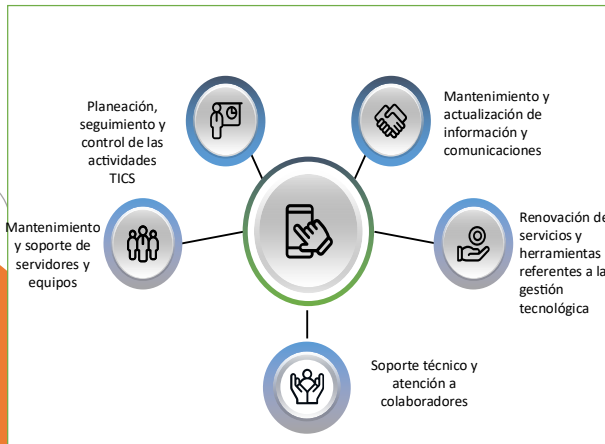 Planeación,
seguimiento y
control de las
actividades
TICS
Mantenimiento y
actualización de
información y
comunicaciones
Mantenimiento
y soporte de
servidores y
equipos
Renovación de
servicios y
herramientas
referentes a la
gestión
tecnológica
Soporte técnico y
atención a
colaboradores